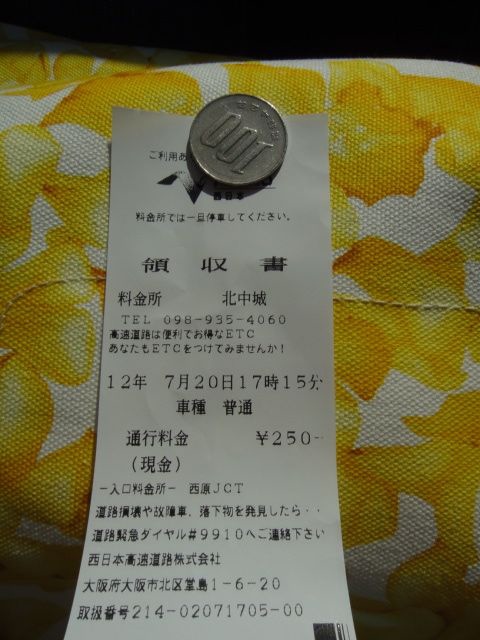 ご利用あ
西日本
料金所では一旦停車してください。
領収書
料金所 北中城
TEL 098-935-4060
高速道路は便利でお得なETC
あなたもETCをつけてみませんか!
12年 7月20日17時15分
車種 普通
通行料金 ¥250-
(現金)
-入口料金所- 西原JCT
道路損壊や故障車、落下物を発見したら・・
道路緊急ダイヤル#9910へご連絡下さい
西日本高速道路株式会社
大阪府大阪市北区堂島1-6-20
取扱番号214-02071705-00
100